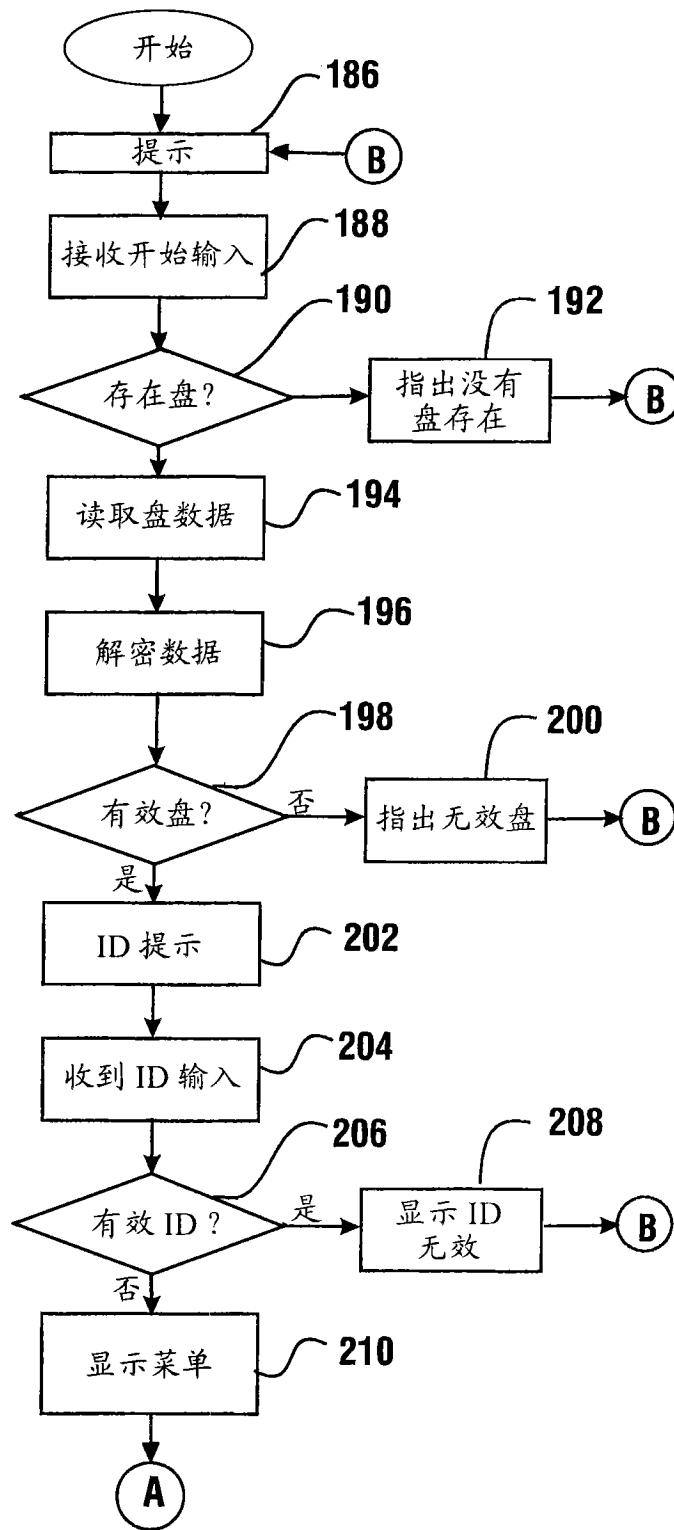 开始
186
提示
B
接收开始输入
188
190
存在盘?
192
指出没有
盘存在
B
读取盘数据
194
解密数据
196
198
有效盘?
否
200
指出无效盘
B
是
ID 提示
202
收到 ID 输入
204
206
有效 ID?
是
208
显示 ID
无效
B
否
显示菜单
210
A